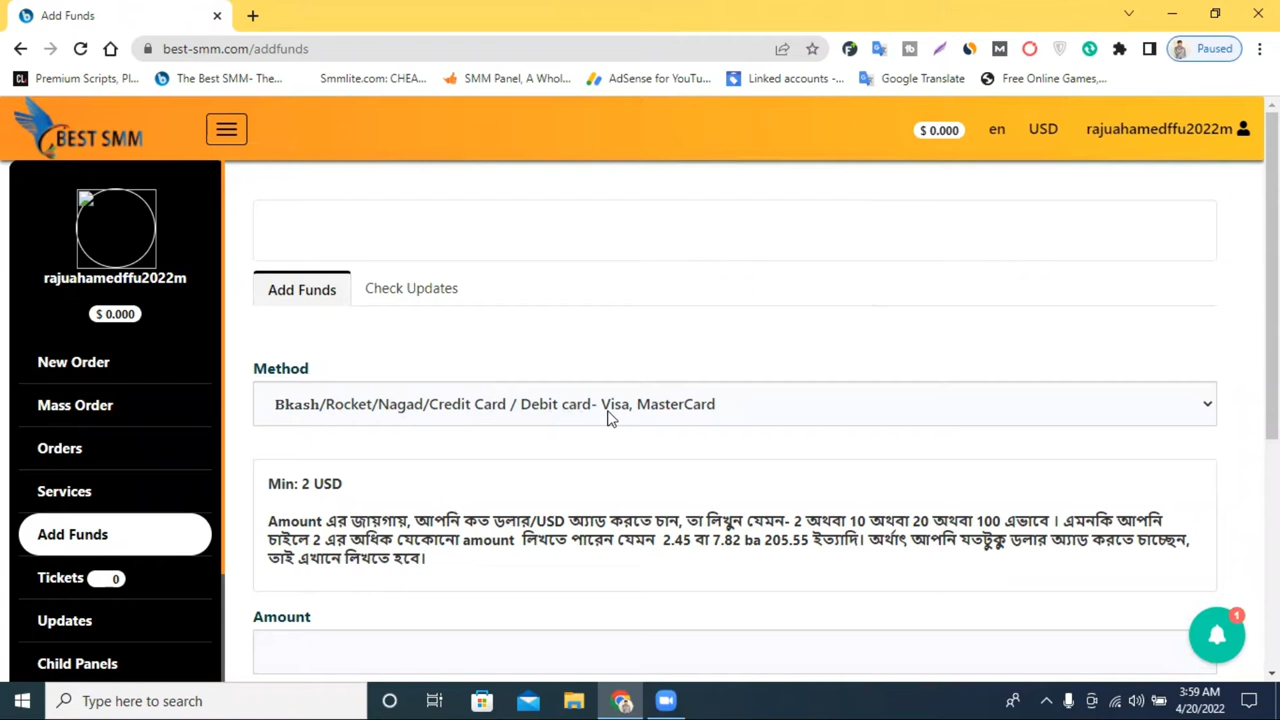 Add Funds
best-smm.com/addfunds
Paused
Premium Scripts, Pl...
The Best SMM- The...
Smmlite.com: CHEA...
SMM Panel, A Whol...
AdSense for YouTu...
Linked accounts -...
Google Translate
Free Online Games,...
BEST SMM
$ 0.000
en
USD
rajuahamedffu2022m
rajuahamedffu2022m
$ 0.000
New Order
Mass Order
Orders
Services
Add Funds
Tickets 0
Updates
Child Panels
Add Funds
Check Updates
Method
Bkash/Rocket/Nagad/Credit Card / Debit card- Visa, MasterCard
Min: 2 USD
Amount এর জায়গায়, আপনি কত ডলার/USD অ্যাড করতে চান, তা লিখুন যেমন- 2 অথবা 10 অথবা 20 অথবা 100 এভাবে । এমনকি আপনি
চাইলে 2 এর অধিক যেকোনো amount লিখতে পারেন যেমন 2.45 বা 7.82 ba 205.55 ইত্যাদি। অর্থাৎ আপনি যতটুকু ডলার অ্যাড করতে চাচ্ছেন,
তাই এখানে লিখতে হবে।
Amount
1
Type here to search
3:59 AM
4/20/2022